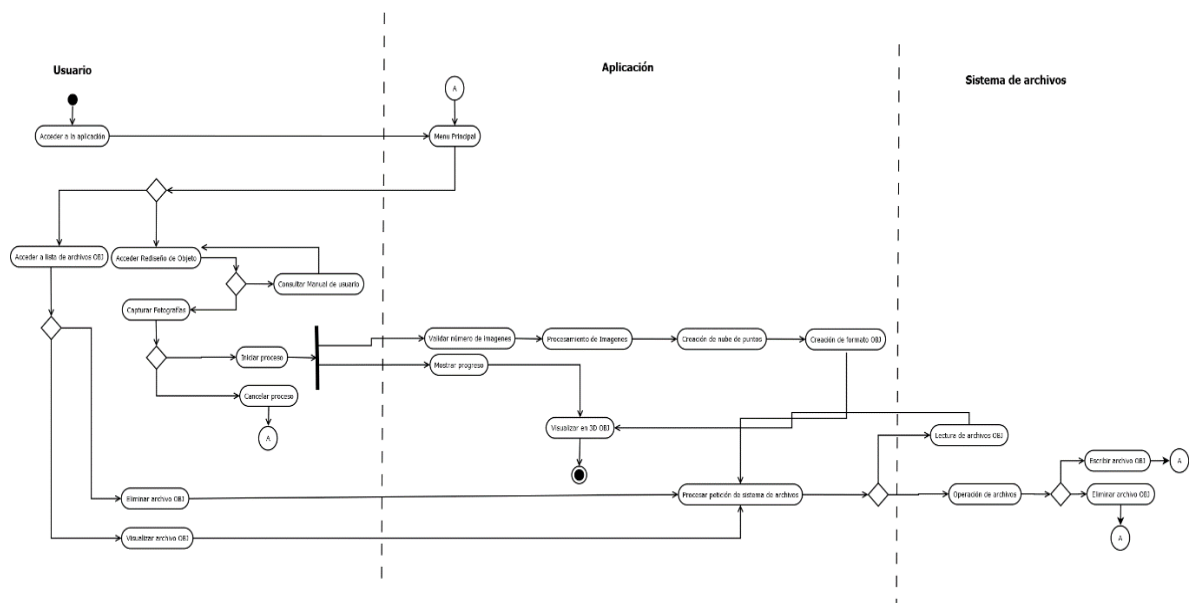 Usuario
Aplicación
Sistema de archivos
A
Acceder a la aplicación
Menu Principal
Acceder a lista de archivos OBJ
Acceder Rediseño de Objeto
Consultar Manual de usuario
Capturar Fotografías
Iniciar proceso
Validar número de imagenes
Procesamiento de Imagenes
Creación de nube de puntos
Creación de formato OBJ
Mostrar progreso
Cancelar proceso
A
Visualizar en 3D OBJ
Lectura de archivos OBJ
Escribir archivo OBJ
A
Eliminar archivo OBJ
Procesar petición de sistema de archivos
Operación de archivos
Eliminar archivo OBJ
Visualizar archivo OBJ
A